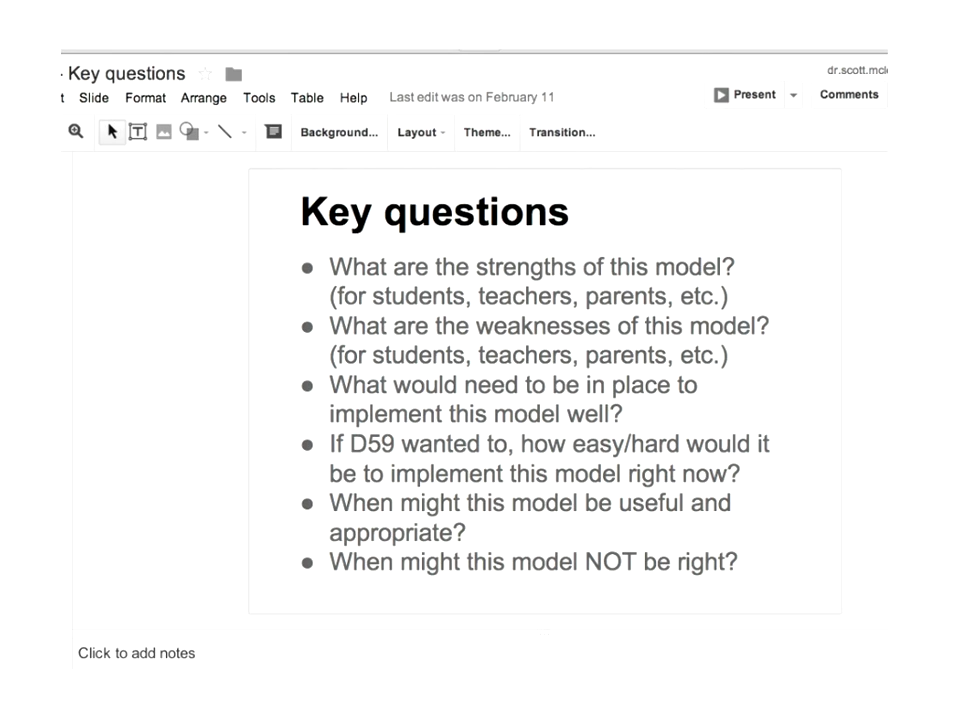 Key questions
dr.scott.mcl
t Slide Format Arrange Tools Table Help Last edit was on February 11 Present Comments
Background... Layout Theme... Transition...
Key questions
● What are the strengths of this model?
(for students, teachers, parents, etc.)
● What are the weaknesses of this model?
(for students, teachers, parents, etc.)
● What would need to be in place to
implement this model well?
● If D59 wanted to, how easy/hard would it
be to implement this model right now?
● When might this model be useful and
appropriate?
● When might this model NOT be right?
Click to add notes